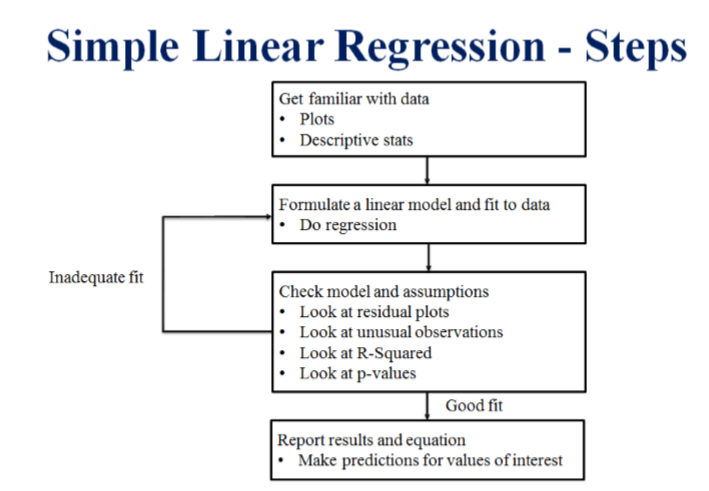 Simple Linear Regression - Steps
Get familiar with data
• Plots
• Descriptive stats
Formulate a linear model and fit to data
• Do regression
Inadequate fit
Check model and assumptions
• Look at residual plots
• Look at unusual observations
• Look at R-Squared
• Look at p-values
Good fit
Report results and equation
• Make predictions for values of interest